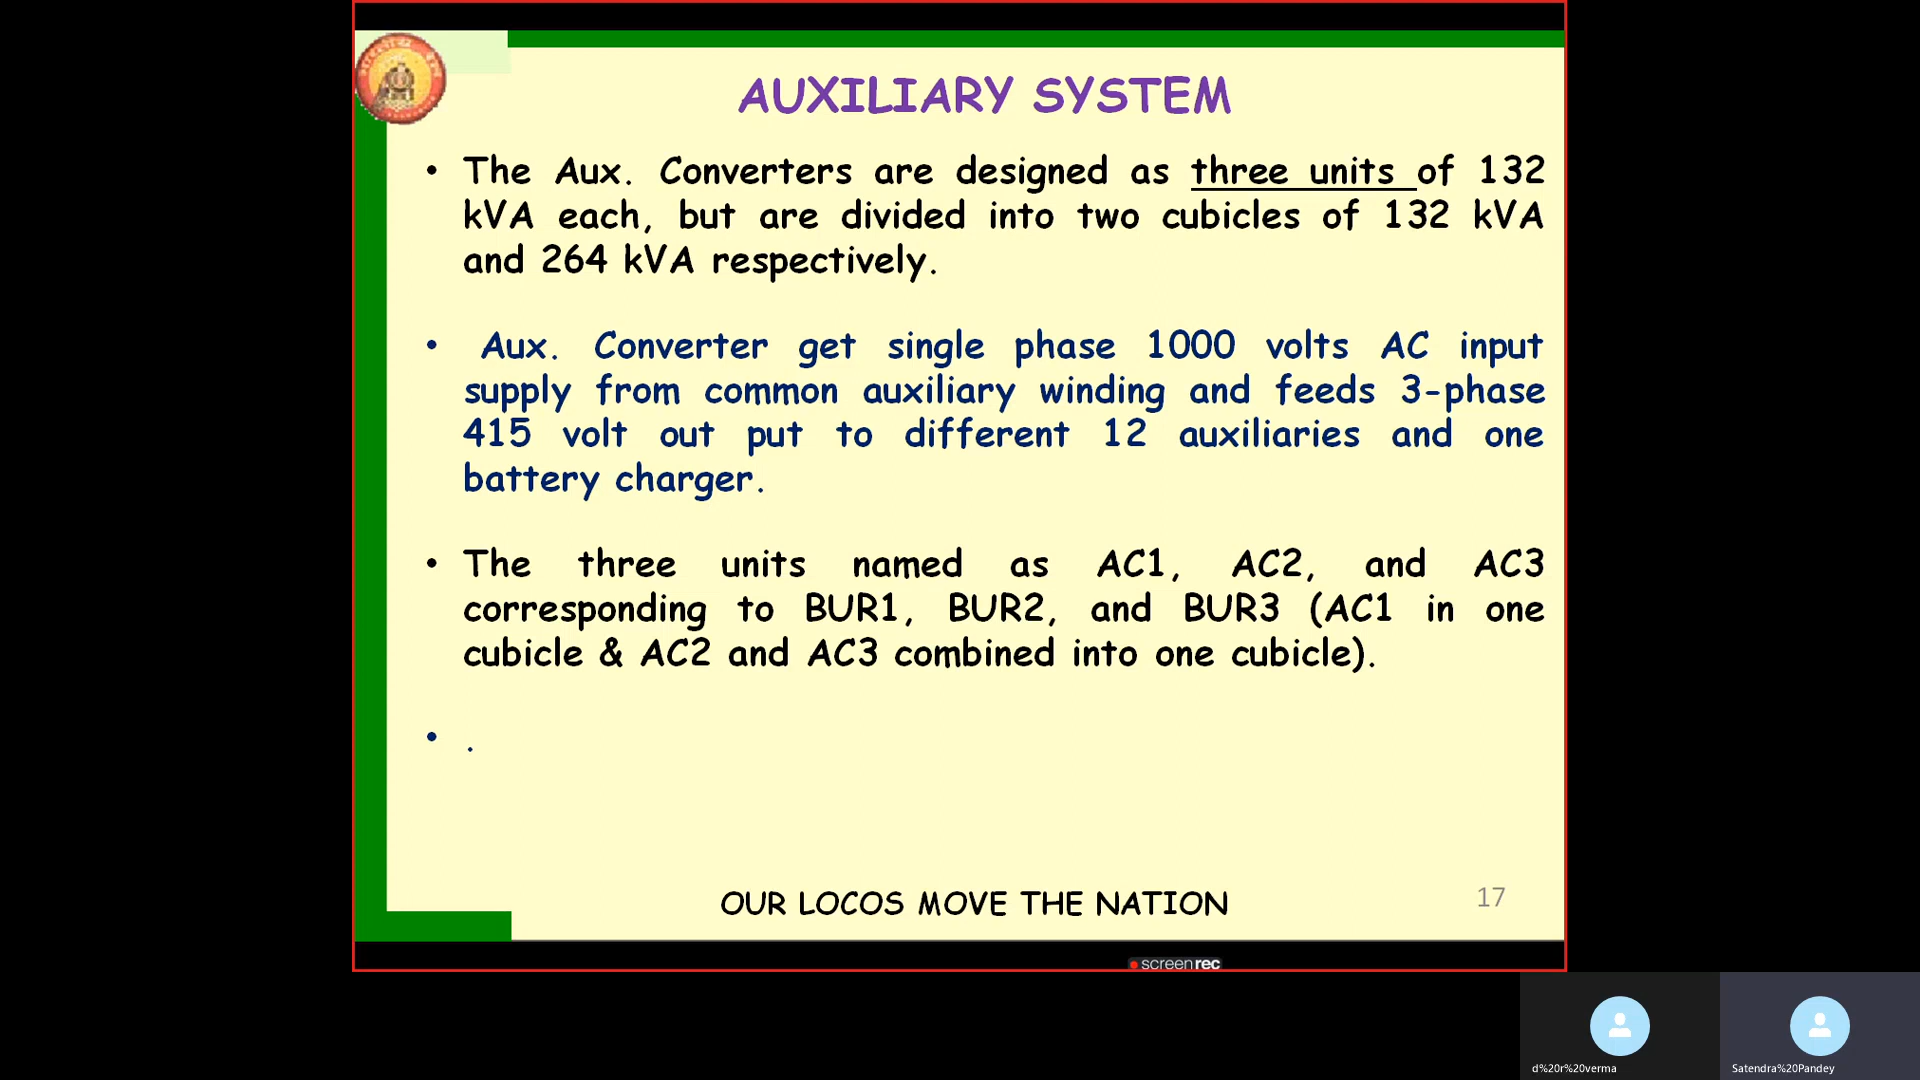 AUXILIARY SYSTEM
• The Aux. Converters are designed as three units of 132
kVA each, but are divided into two cubicles of 132 kVA
and 264 kVA respectively.
• Aux. Converter get single phase 1000 volts AC input
supply from common auxiliary winding and feeds 3-phase
415 volt out put to different 12 auxiliaries and one
battery charger.
• The three units named as AC1, AC2, and AC3
corresponding to BUR1, BUR2, and BUR3 (AC1 in one
cubicle & AC2 and AC3 combined into one cubicle).
• .
OUR LOCOS MOVE THE NATION
17
screenrec
d%20r%20verma
Satendra%20Pandey